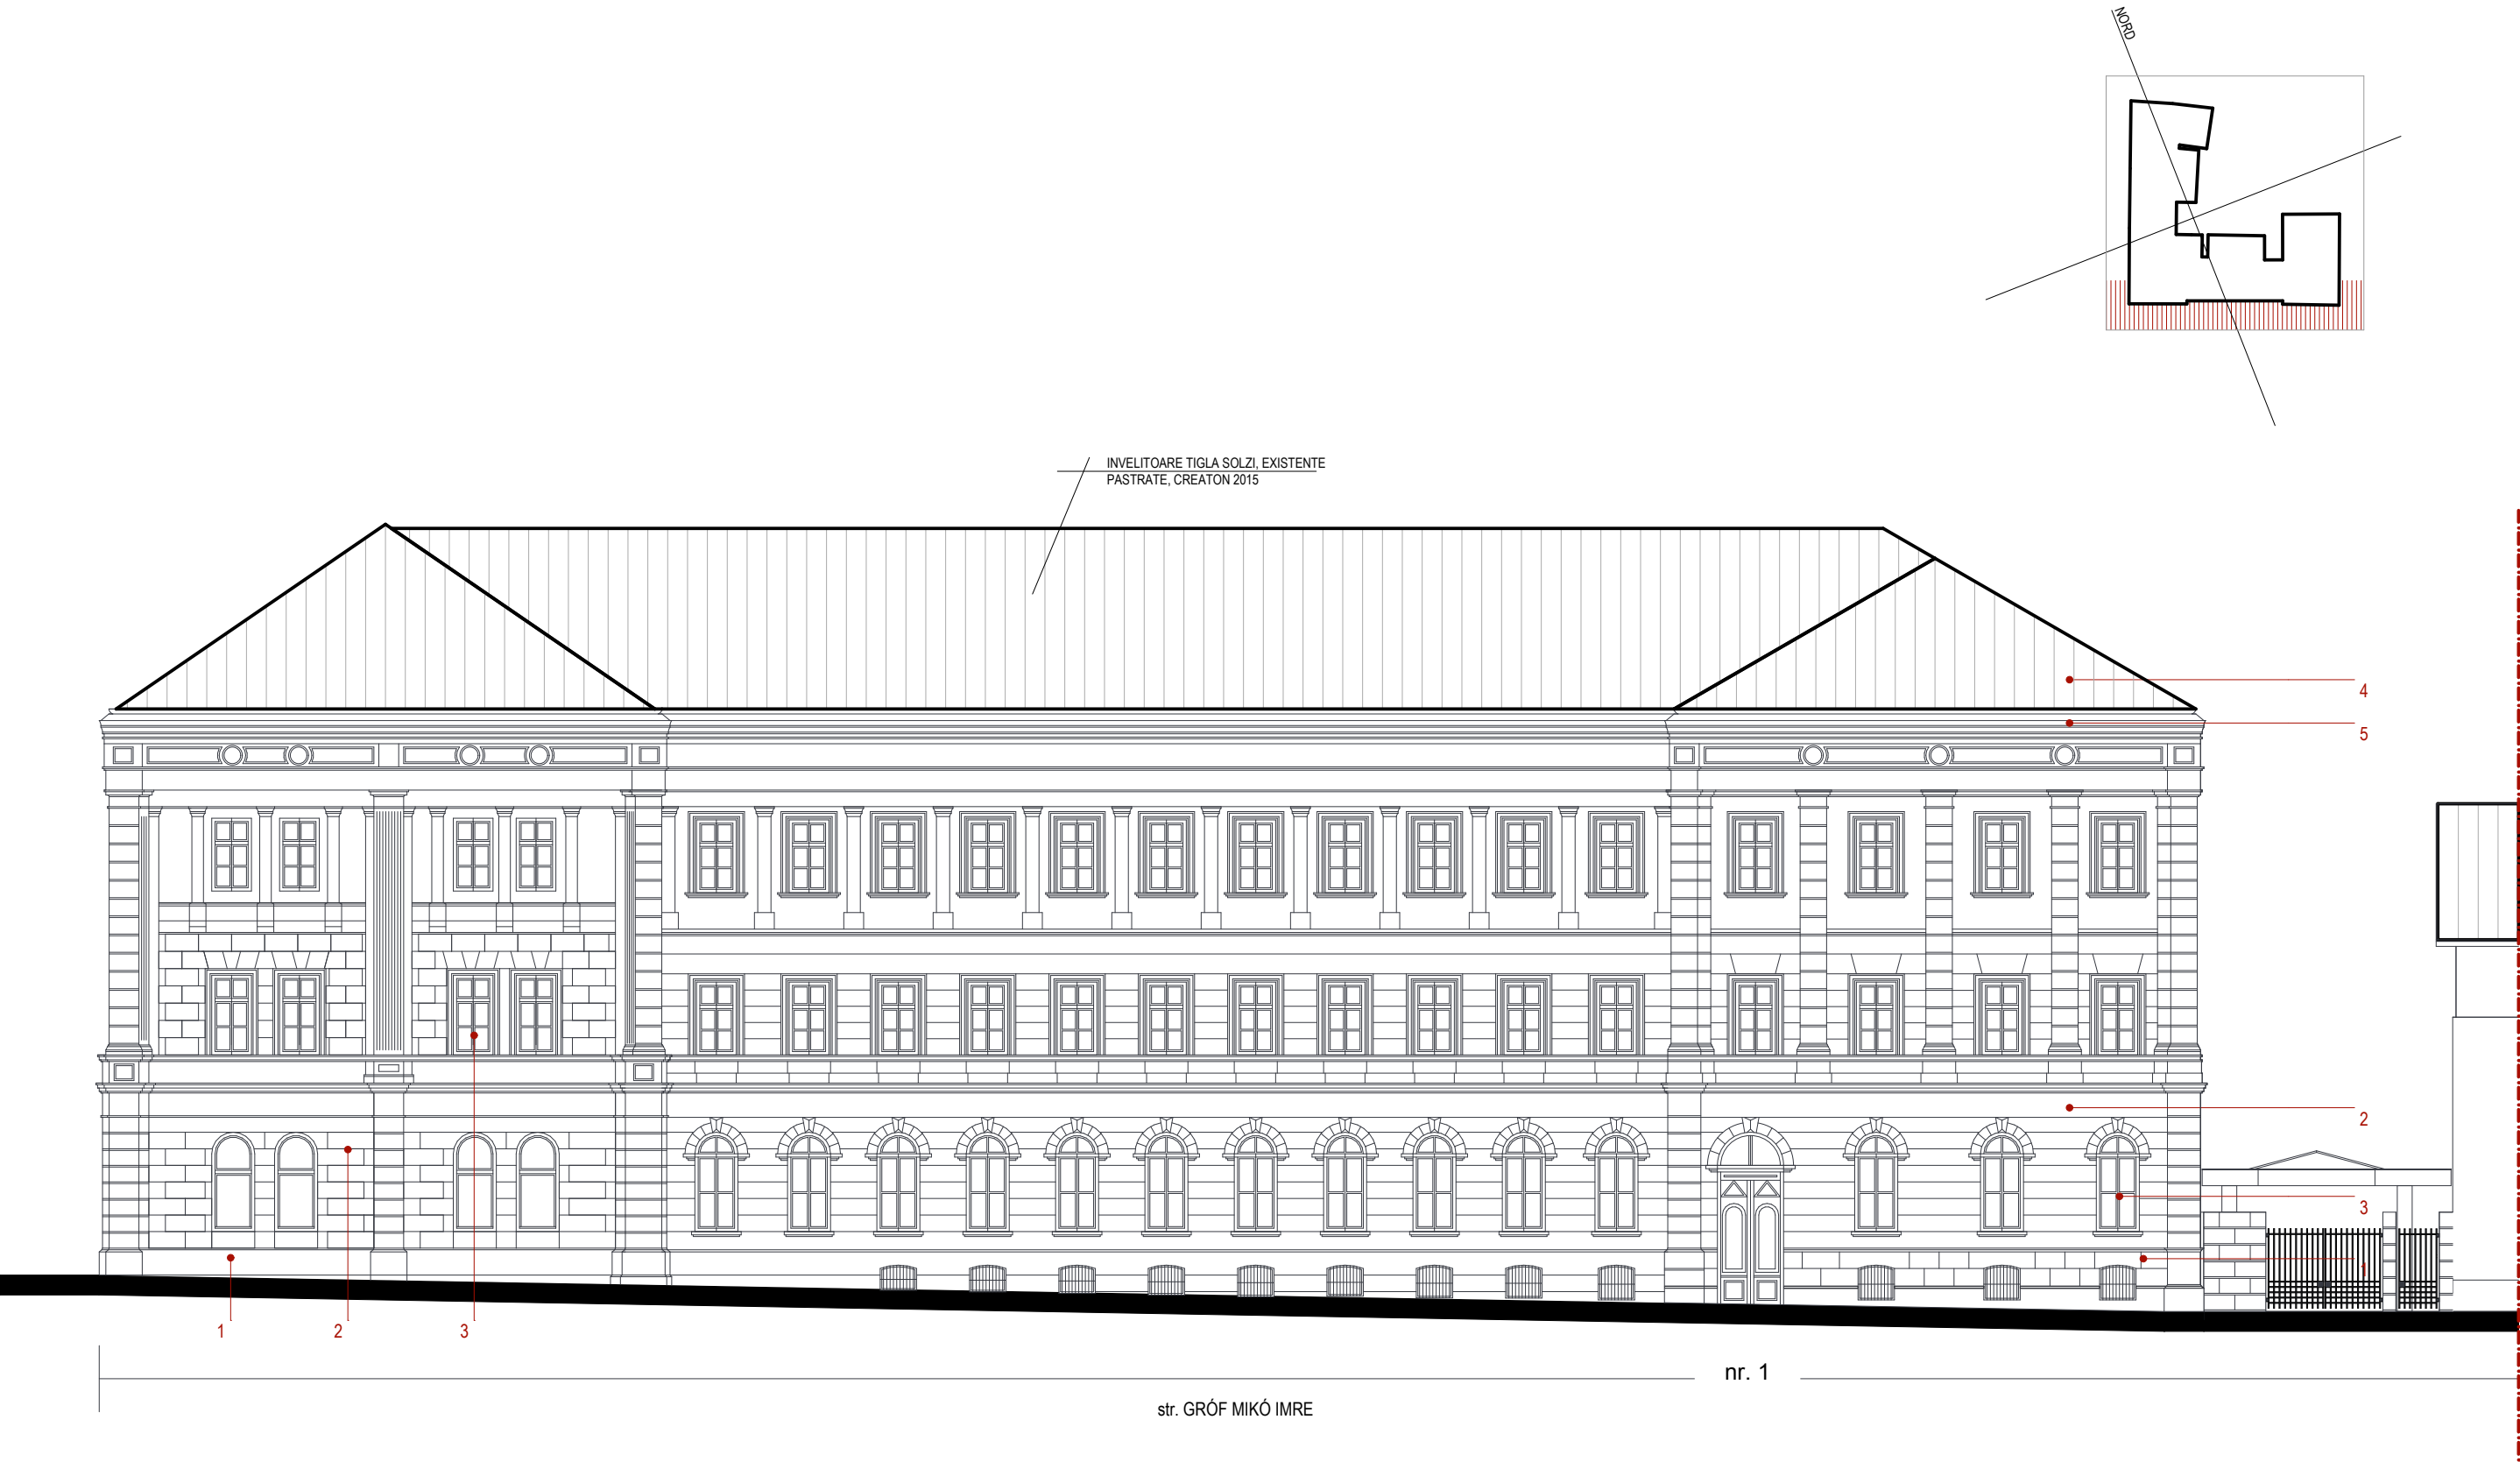 NORD
INVELITOARE TIGLA SOLZI, EXISTENTE
PASTRATE, CREATON 2015
4
5
2
3
1
1 2 3
nr. 1
str. GRÓF MIKÓ IMRE